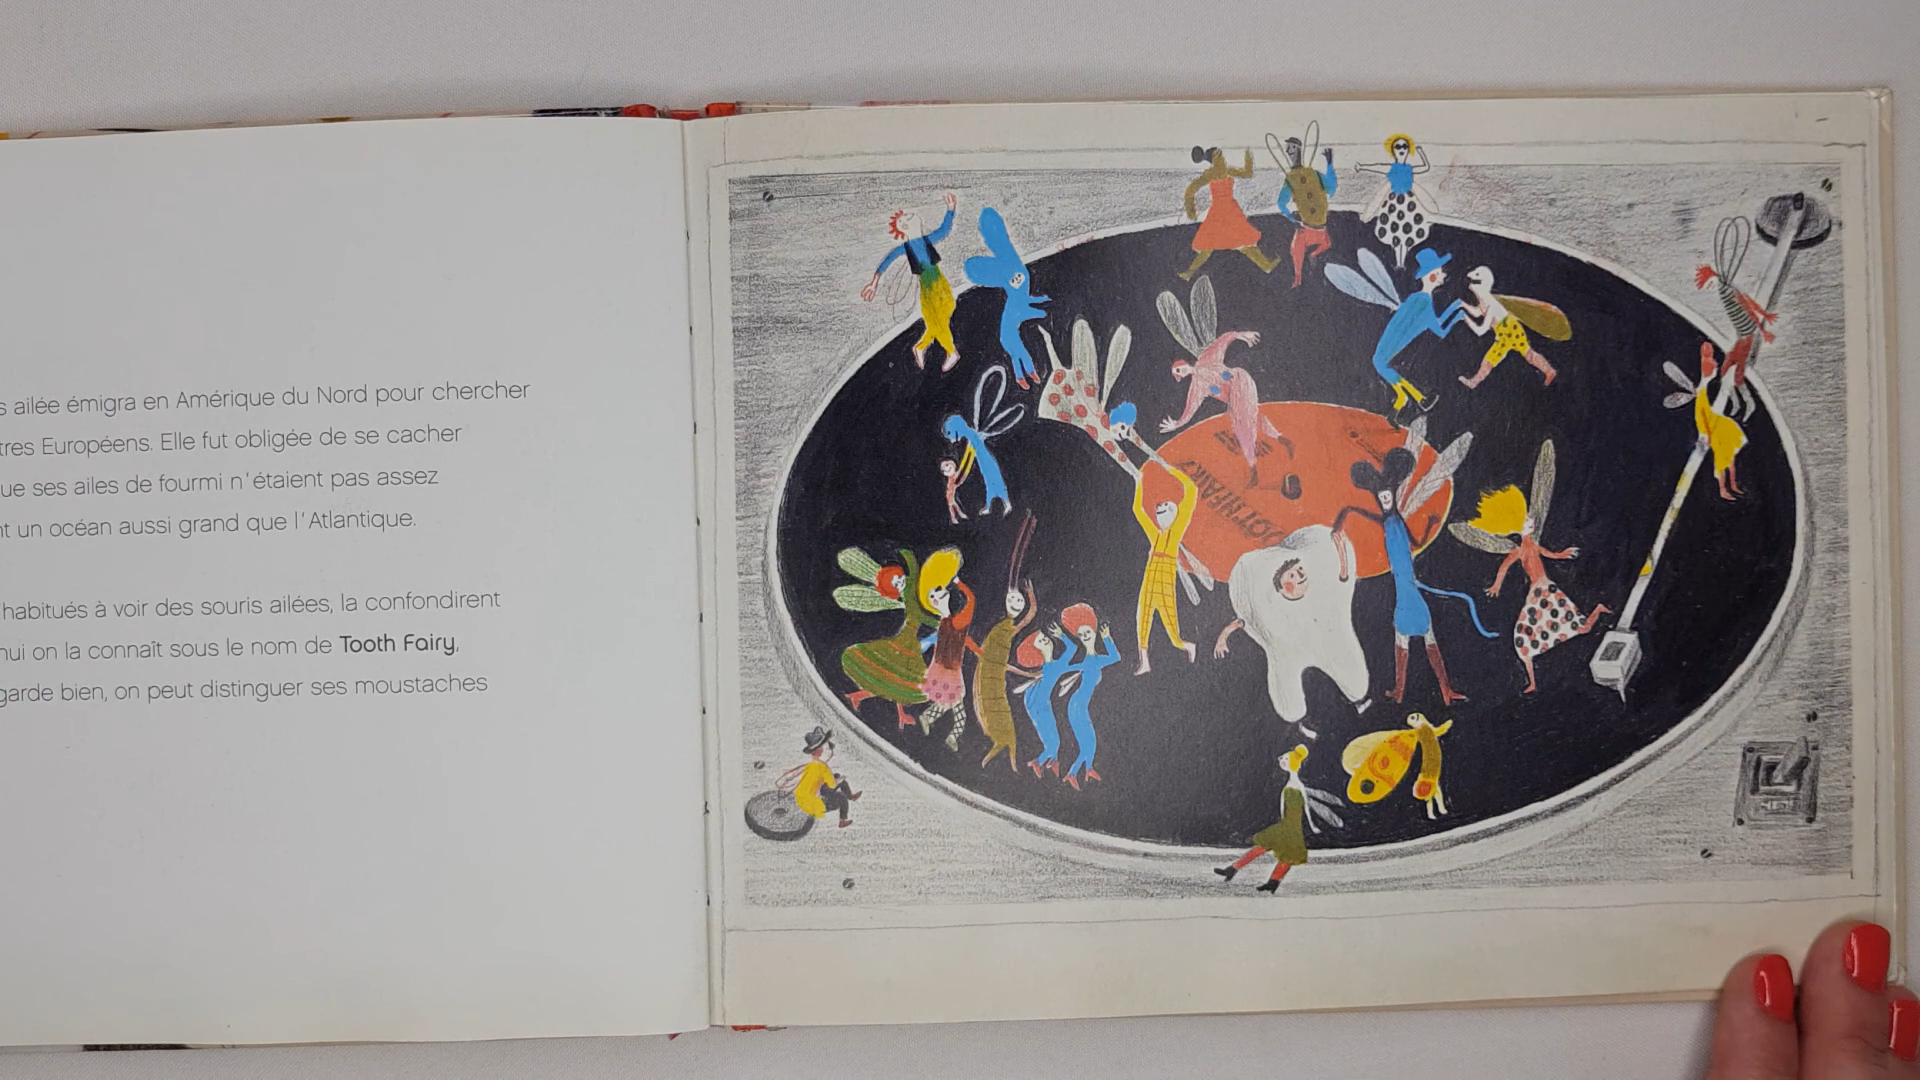 s ailée émigra en Amérique du Nord pour chercher
tres Européens. Elle fut obligée de se cacher
ue ses ailes de fourmi n'étaient pas assez
nt un océan aussi grand que l'Atlantique.
habitués à voir des souris ailées, la confondirent
hui on la connaît sous le nom de Tooth Fairy,
garde bien, on peut distinguer ses moustaches